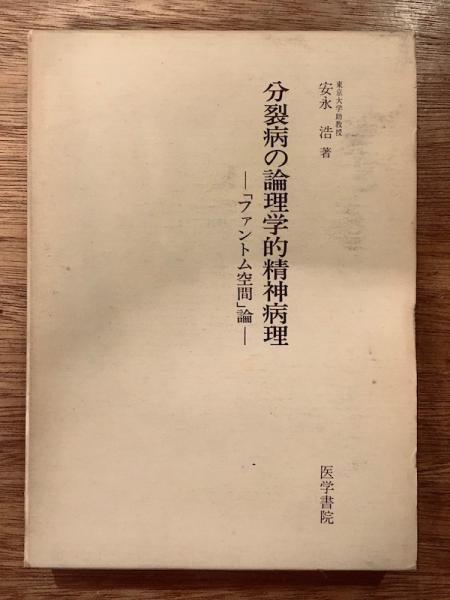 東京大学助教授
安永 浩 著
分裂病の論理学的精神病理
―「ファントム空間」論―
医学書院